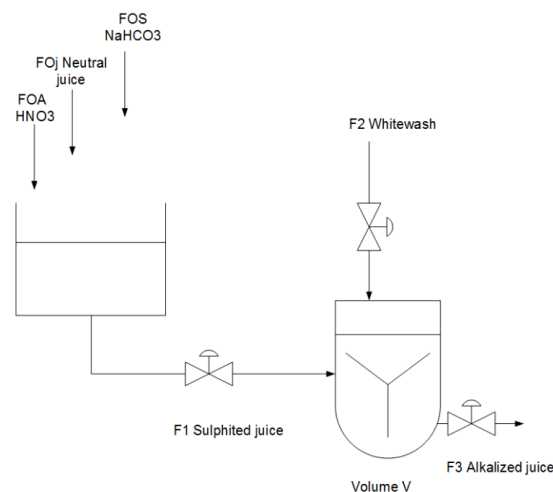 FOS
NaHCO3
FOj Neutral
juice
FOA
HNO3
F2 Whitewash
F1 Sulphited juice
F3 Alkalized juice
Volume V